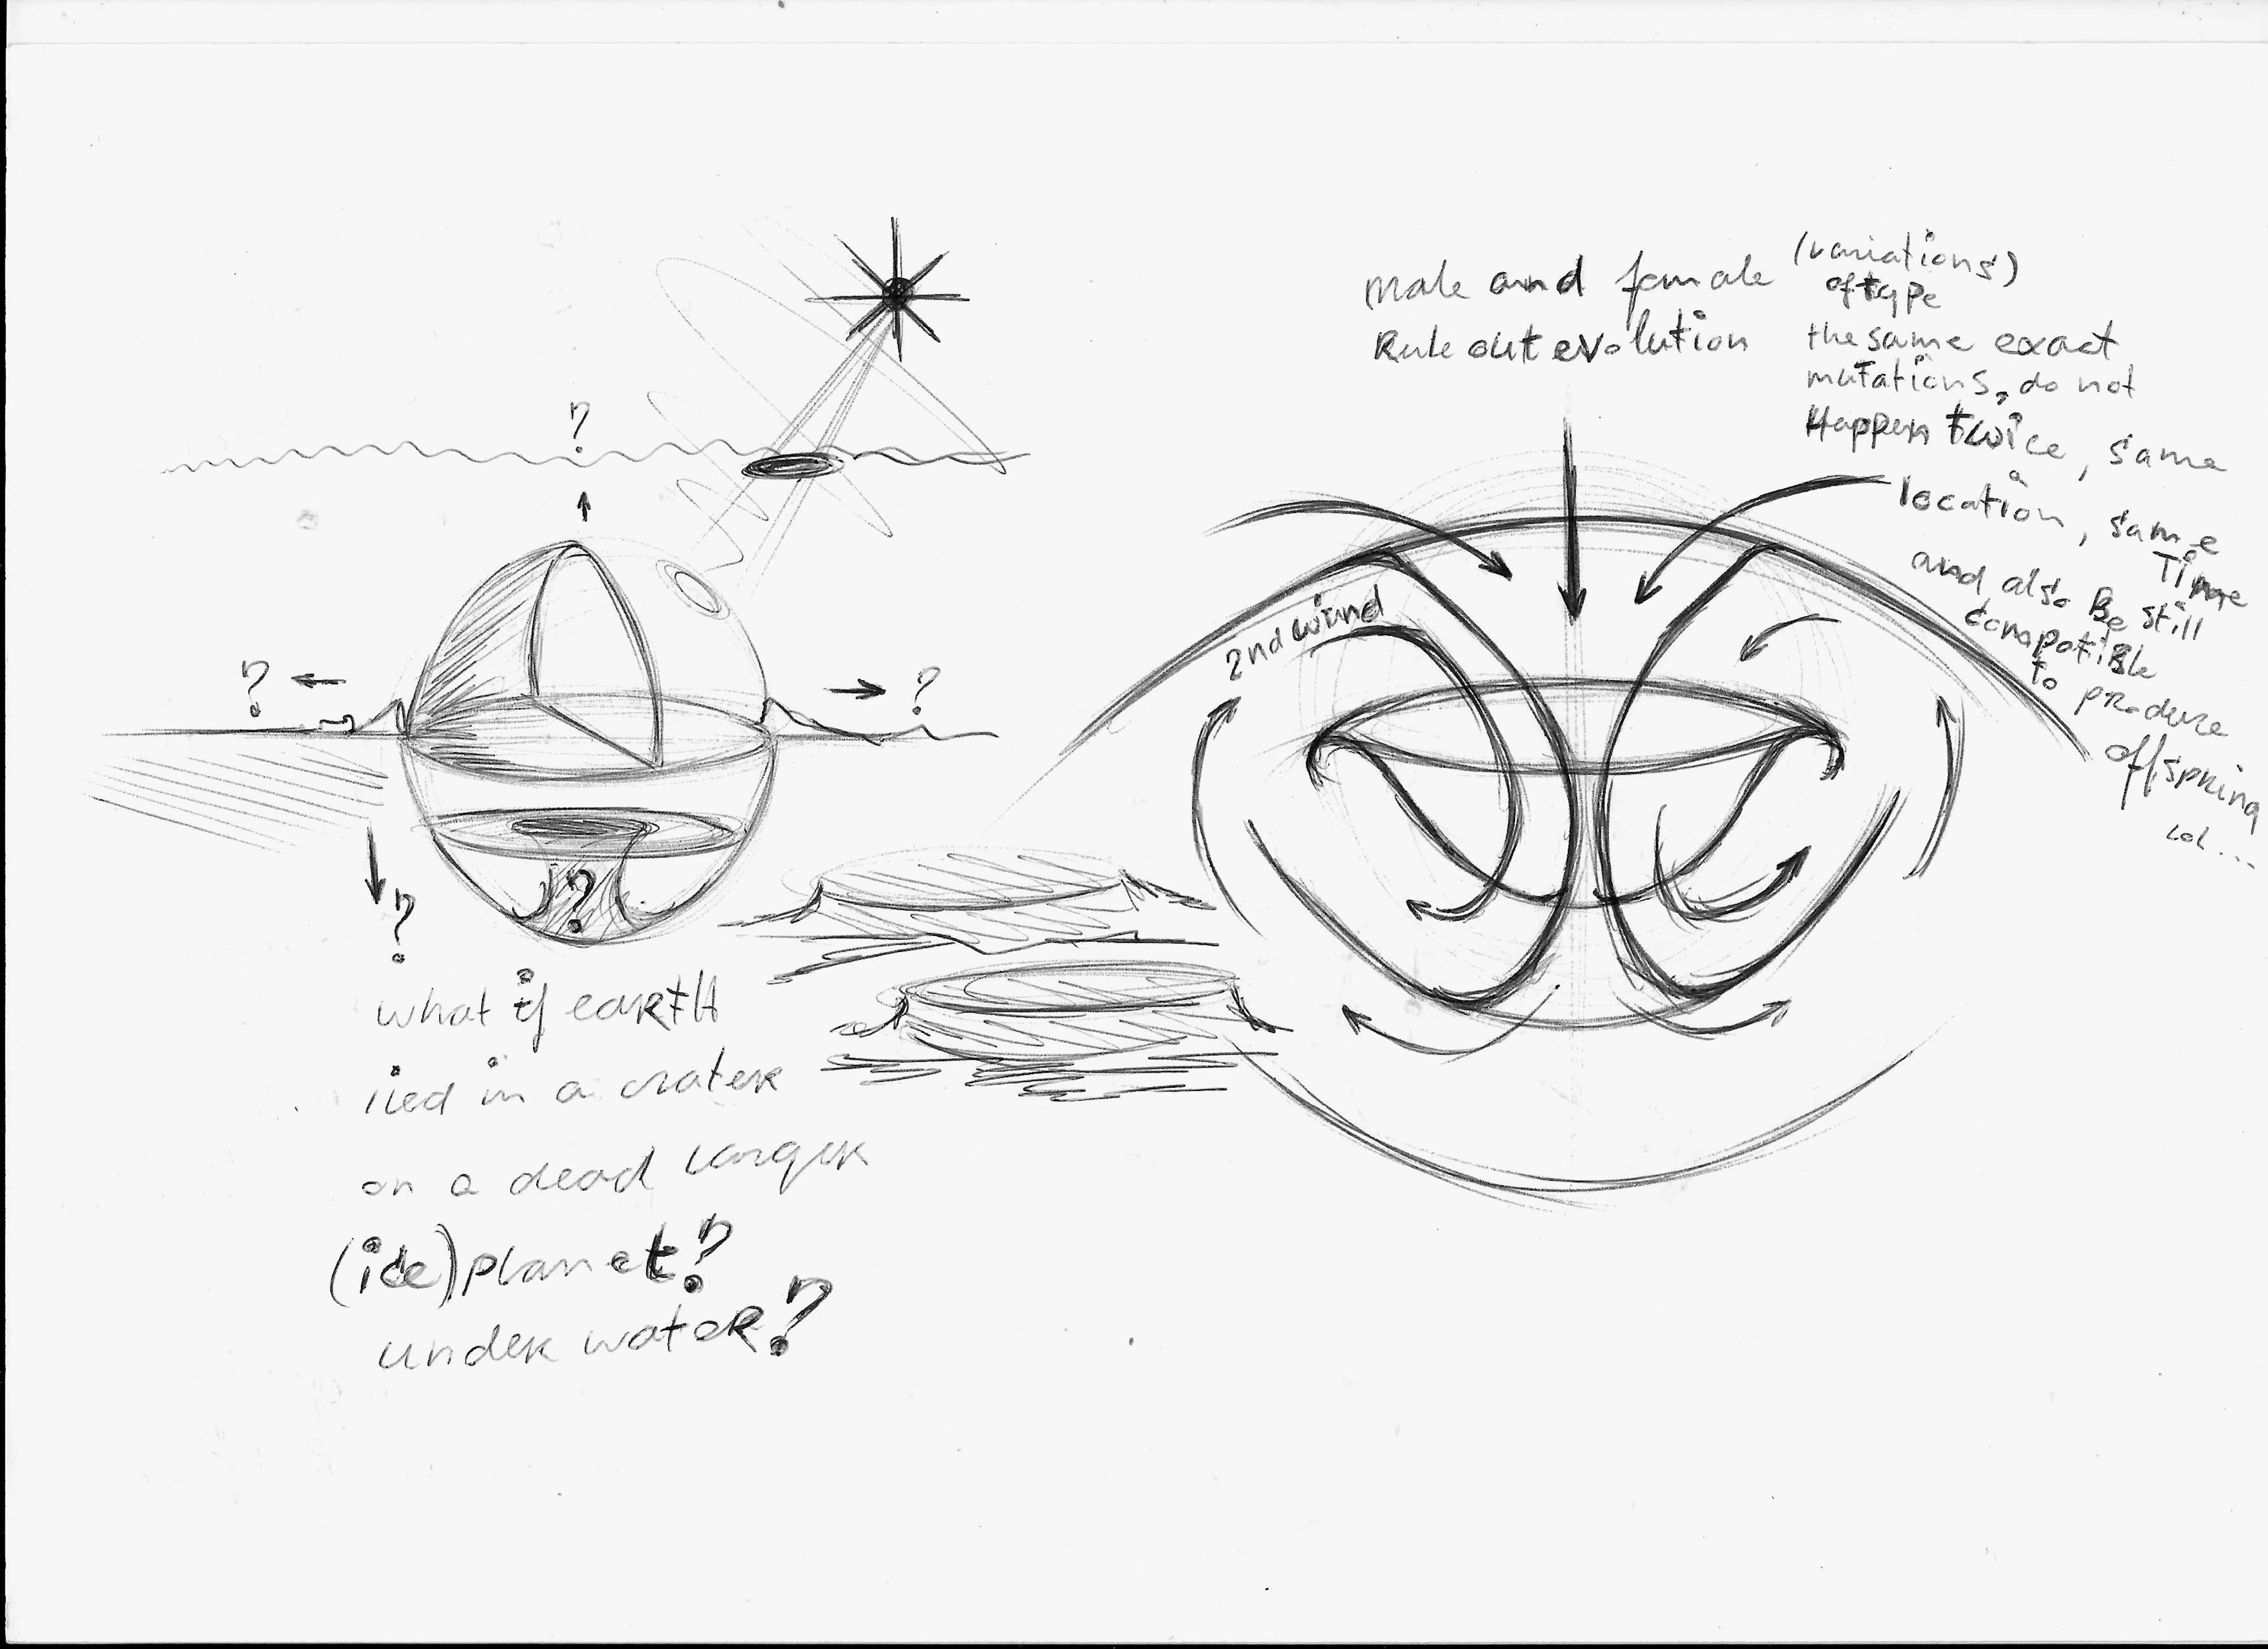 ?
?
?
?
?
what if earth
lied in a crater
on a dead larger
(ice) planet?
under water?
male and female
Rule out evolution
(variations)
of type
the same exact
mutations, do not
Happen twice, same
location, same
Time
and also Be still
compatible
to produce
offspring
Lol...
2nd wind